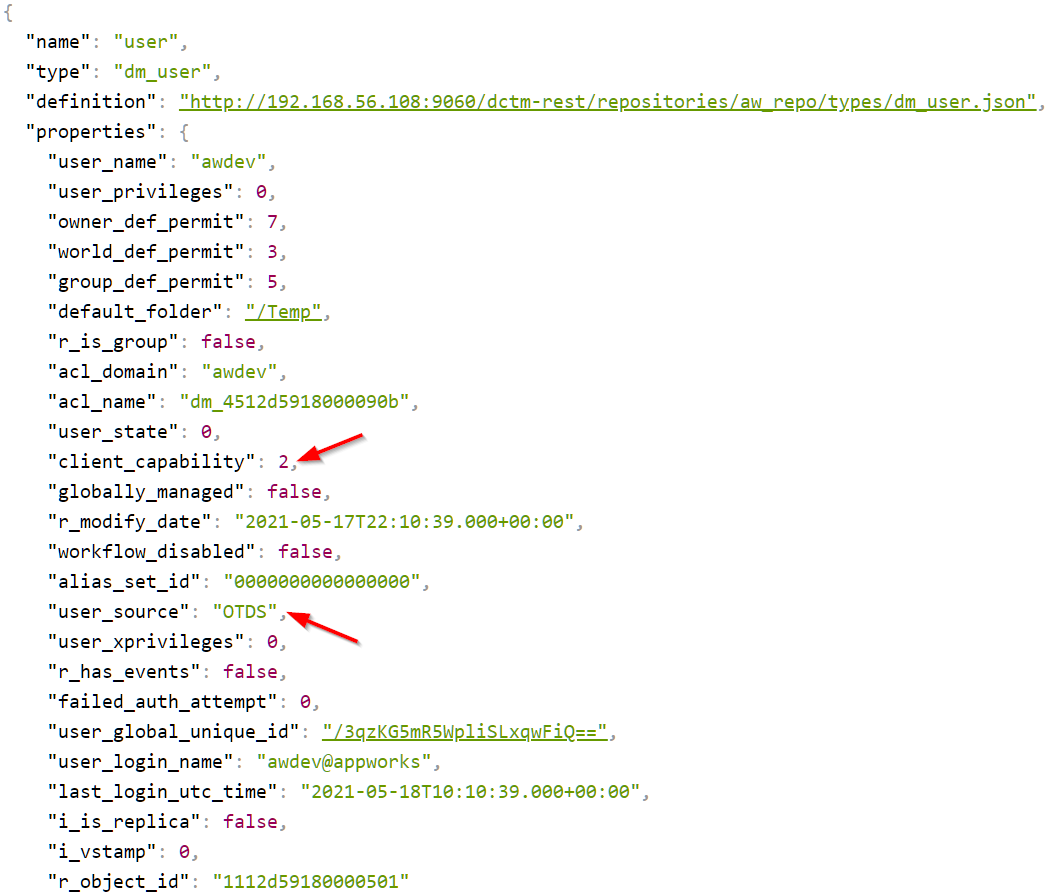 {
"name": "user",
"type": "dm_user",
"definition": "http://192.168.56.108:9060/dctm-rest/repositories/aw_repo/types/dm_user.json",
"properties": {
"user_name": "awdev",
"user_privileges": 0,
"owner_def_permit": 7,
"world_def_permit": 3,
"group_def_permit": 5,
"default_folder": "/Temp",
"r_is_group": false,
"acl_domain": "awdev",
"acl_name": "dm_4512d5918000090b",
"user_state": 0,
"client_capability": 2,
"globally_managed": false,
"r_modify_date": "2021-05-17T22:10:39.000+00:00",
"workflow_disabled": false,
"alias_set_id": "0000000000000000",
"user_source": "OTDS",
"user_xprivileges": 0,
"r_has_events": false,
"failed_auth_attempt": 0,
"user_global_unique_id": "/3qzKG5mR5WpliSLxqwFiQ==",
"user_login_name": "awdev@appworks",
"last_login_utc_time": "2021-05-18T10:10:39.000+00:00",
"i_is_replica": false,
"i_vstamp": 0,
"r_object_id": "1112d59180000501"